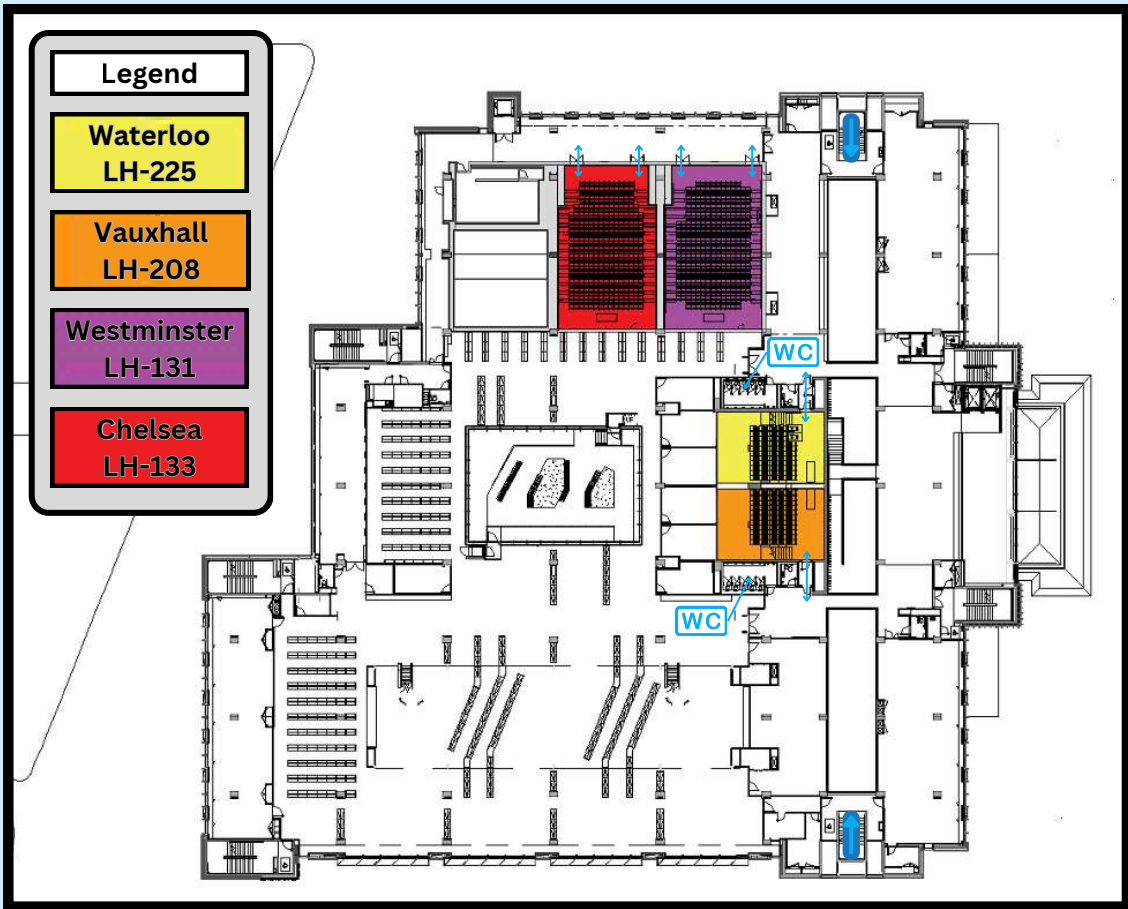 Legend
Waterloo
LH-225
Vauxhall
LH-208
Westminster
LH-131
Chelsea
LH-133
WC
WC